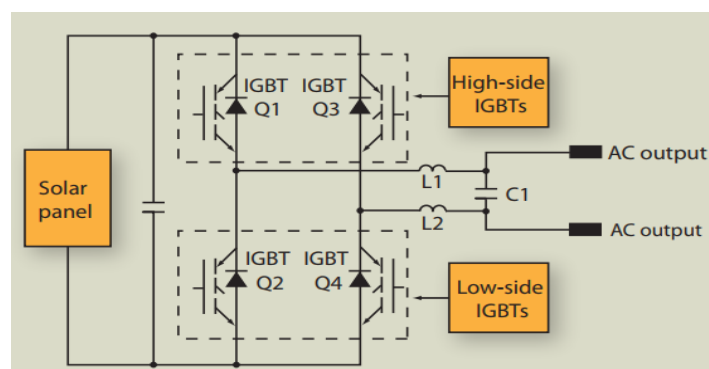 IGBT
Q1
IGBT
Q3
High-side
IGBTs
Solar
panel
L1
C1
L2
AC output
AC output
IGBT
Q2
IGBT
Q4
Low-side
IGBTs